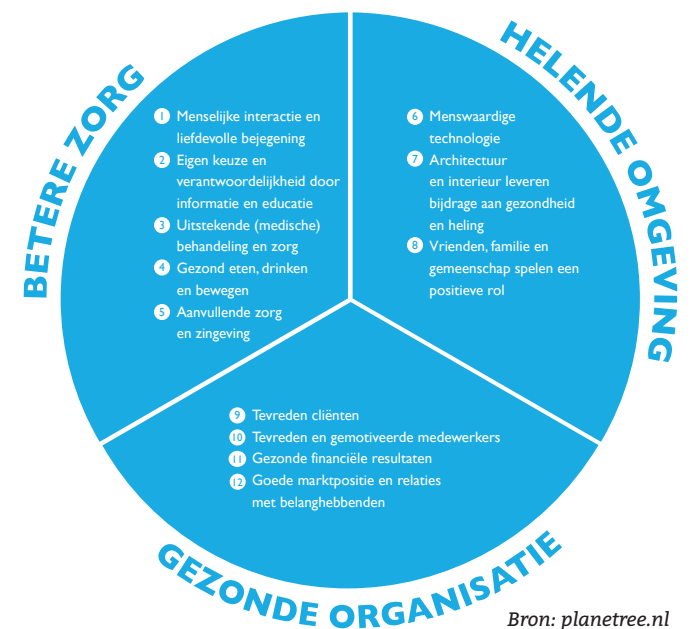 BETERE ZORG
1 Menselijke interactie en
liefdevolle bejegening
2 Eigen keuze en
verantwoordelijkheid door
informatie en educatie
3 Uitstekende (medische)
behandeling en zorg
4 Gezond eten, drinken
en bewegen
5 Aanvullende zorg
en zingeving
HELENDE OMGEVING
6 Menswaardige
technologie
7 Architectuur
en interieur leveren
bijdrage aan gezondheid
en heling
8 Vrienden, familie en
gemeenschap spelen een
positieve rol
9 Tevreden cliënten
10 Tevreden en gemotiveerde medewerkers
11 Gezonde financiële resultaten
12 Goede marktpositie en relaties
met belanghebbenden
GEZONDE ORGANISATIE
Bron: planetree.nl